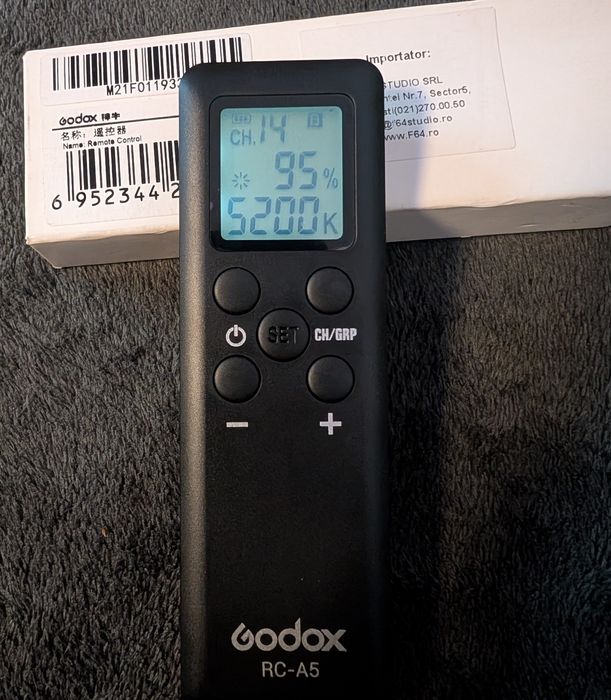 M21F01193
Godox 神牛
名称: 遥控器
Name: Remote Control
6 952344 2
Importator:
STUDIO SRL
Nr.7, Sector5,
(021)270.00.50
64studio.ro
www.F64.ro
CH. 14 B
95%
5200K
SET CH/GRP
− +
Godox
RC-A5